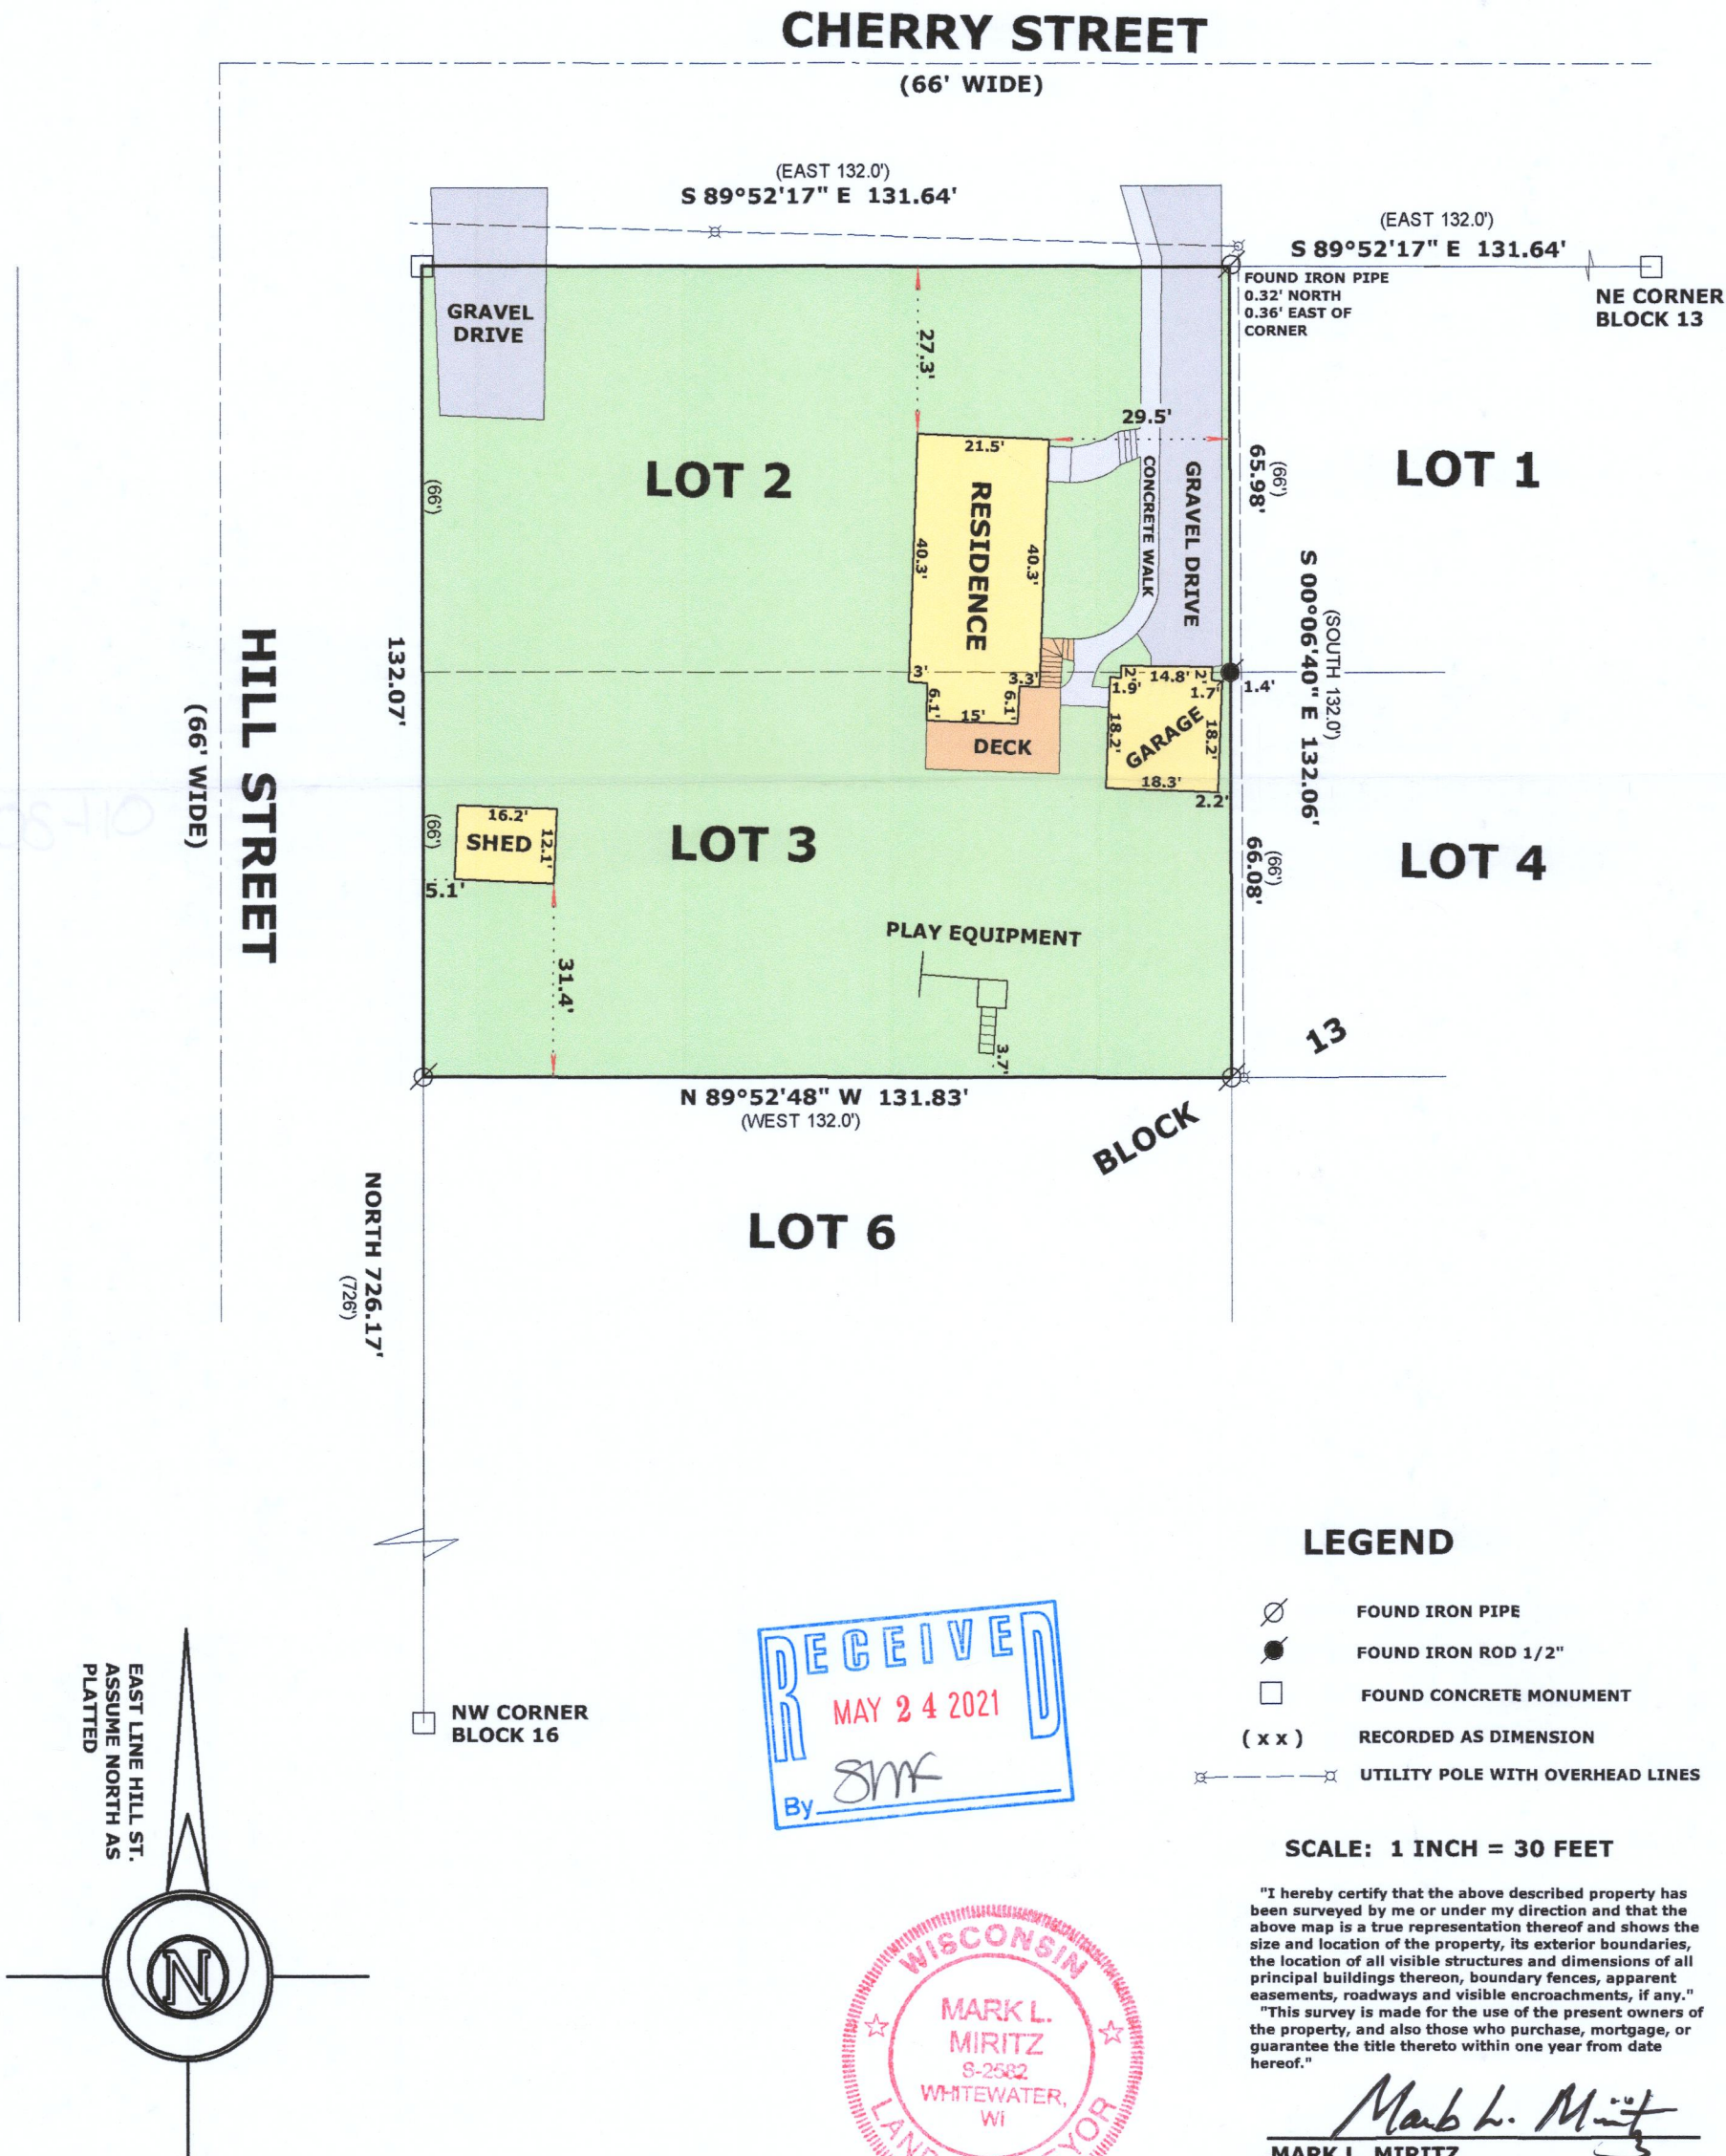 CHERRY STREET
(66' WIDE)
(EAST 132.0')
S 89°52'17" E 131.64'
(EAST 132.0')
S 89°52'17" E 131.64'
FOUND IRON PIPE
0.32' NORTH
0.36' EAST OF
CORNER
NE CORNER
BLOCK 13
GRAVEL
DRIVE
27.3'
29.5'
21.5'
LOT 2
LOT 1
(66')
RESIDENCE
40.3'
40.3'
CONCRETE WALK
GRAVEL DRIVE
(66')
65.98'
S 00°06'40" E 132.06'
(SOUTH 132.0')
HILL STREET
(66' WIDE)
132.07'
3'
3.3'
6.1'
6.1'
15'
DECK
2'
14.8'
2'
1.9'
1.7'
1.4'
18.2'
GARAGE
18.2'
18.3'
2.2'
16.2'
SHED
12.1'
(66')
5.1'
LOT 3
(66')
66.08'
LOT 4
31.4'
PLAY EQUIPMENT
3.7'
13
BLOCK
N 89°52'48" W 131.83'
(WEST 132.0')
LOT 6
NORTH 726.17'
(726')
NW CORNER
BLOCK 16
EAST LINE HILL ST.
ASSUME NORTH AS
PLATTED
N
RECEIVED
MAY 24 2021
By SMK
LEGEND
FOUND IRON PIPE
FOUND IRON ROD 1/2"
FOUND CONCRETE MONUMENT
(xx) RECORDED AS DIMENSION
UTILITY POLE WITH OVERHEAD LINES
SCALE: 1 INCH = 30 FEET
"I hereby certify that the above described property has
been surveyed by me or under my direction and that the
above map is a true representation thereof and shows the
size and location of the property, its exterior boundaries,
the location of all visible structures and dimensions of all
principal buildings thereon, boundary fences, apparent
easements, roadways and visible encroachments, if any."
"This survey is made for the use of the present owners of
the property, and also those who purchase, mortgage, or
guarantee the title thereto within one year from date
hereof."
WISCONSIN
MARK L.
MIRITZ
S-2582
WHITEWATER,
WI
Mark L. Miritz
MARK L. MIRITZ